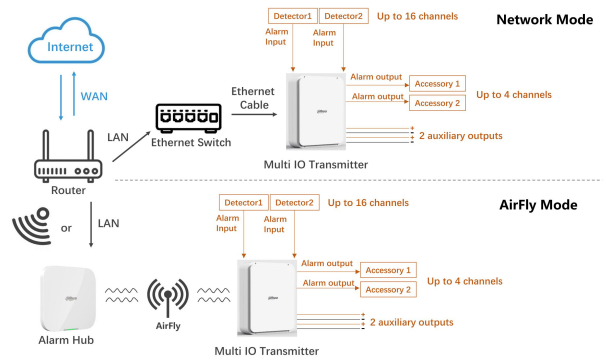 Network Mode
Internet
WAN
Router
LAN
Ethernet Switch
Ethernet
Cable
Detector1
Detector2
Up to 16 channels
Alarm
Input
Alarm
Input
Alarm output
Accessory 1
Alarm output
Accessory 2
Up to 4 channels
2 auxiliary outputs
Multi IO Transmitter
AirFly Mode
or
LAN
Alarm Hub
AirFly
Detector1
Detector2
Up to 16 channels
Alarm
Input
Alarm
Input
Alarm output
Accessory 1
Alarm output
Accessory 2
Up to 4 channels
2 auxiliary outputs
Multi IO Transmitter